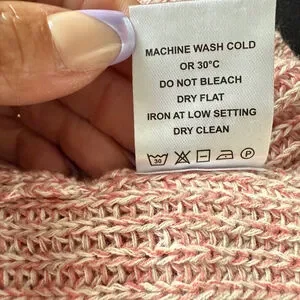 MACHINE WASH COLD
OR 30°C
DO NOT BLEACH
DRY FLAT
IRON AT LOW SETTING
DRY CLEAN
30 P